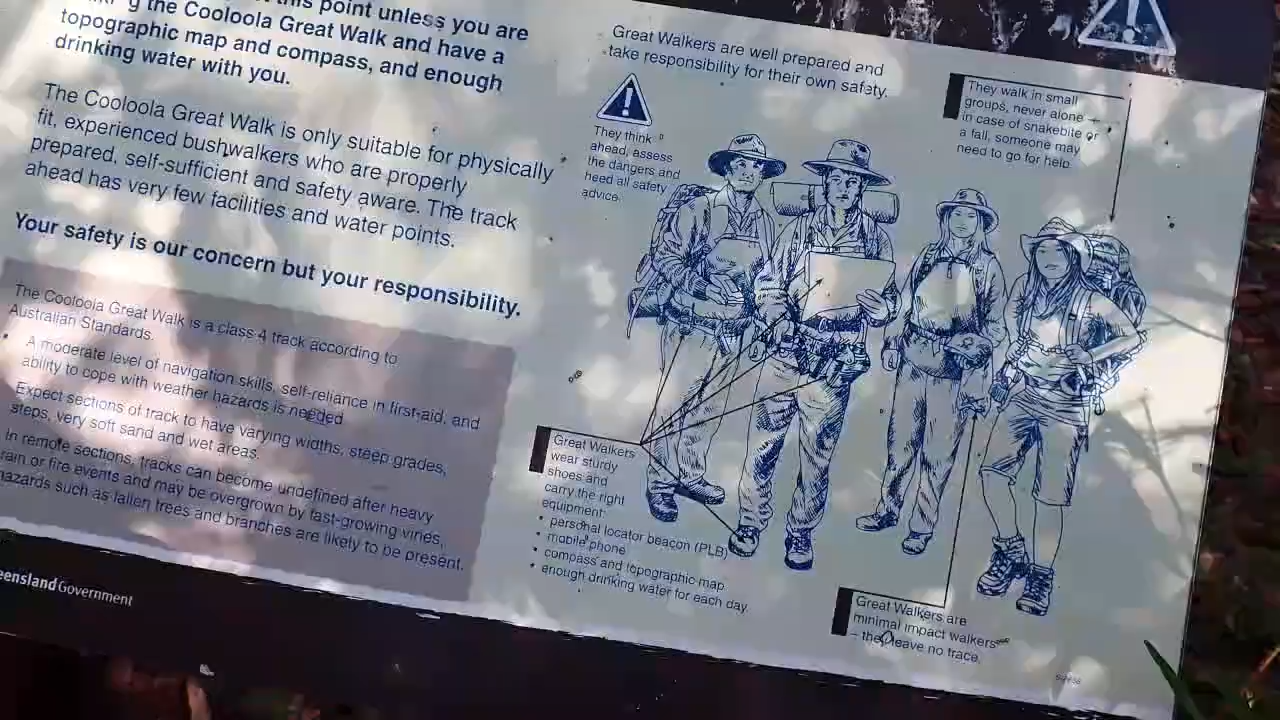 this point unless you are
the Cooloola Great Walk and have a
topographic map and compass, and enough
drinking water with you.
The Cooloola Great Walk is only suitable for physically
fit, experienced bushwalkers who are properly
prepared, self-sufficient and safety aware. The track
ahead has very few facilities and water points.
Your safety is our concern but your responsibility.
The Cooloola Great Walk is a class 4 track according to
Australian Standards.
• A moderate level of navigation skills, self-reliance in first-aid, and
ability to cope with weather hazards is needed
Expect sections of track to have varying widths, steep grades,
steps, very soft sand and wet areas.
In remote sections, tracks can become undefined after heavy
rain or fire events and may be overgrown by fast-growing vines,
hazards such as fallen trees and branches are likely to be present.
Government
Great Walkers are well prepared and
take responsibility for their own safety.
They think
ahead, assess
the dangers and
heed all safety
advice.
They walk in small
groups, never alone –
in case of snakebite or
a fall, someone may
need to go for help.
Great Walkers
wear sturdy
shoes and
carry the right
equipment:
• personal locator beacon (PLB)
• mobile phone
• compass and topographic map
• enough drinking water for each day.
Great Walkers are
minimal impact walkers
– they leave no trace.